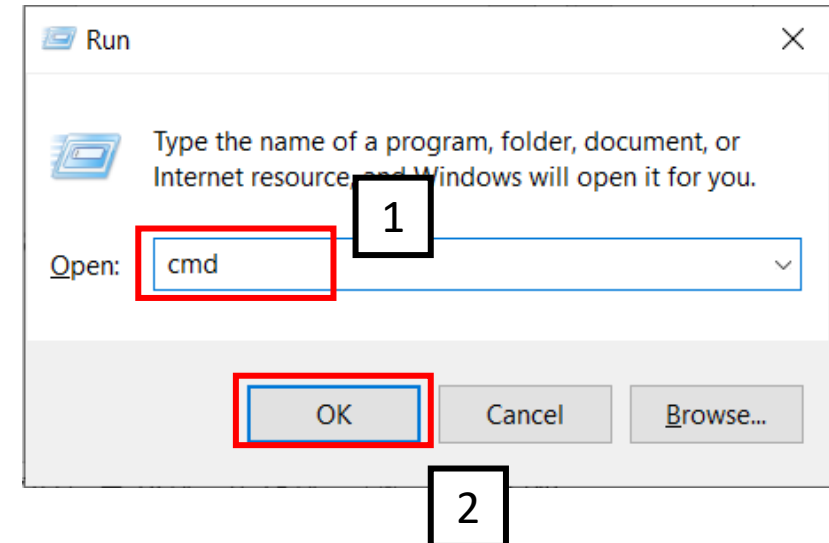 Run
Type the name of a program, folder, document, or
Internet resource, and Windows will open it for you.
1
Open: cmd
OK Cancel Browse...
2